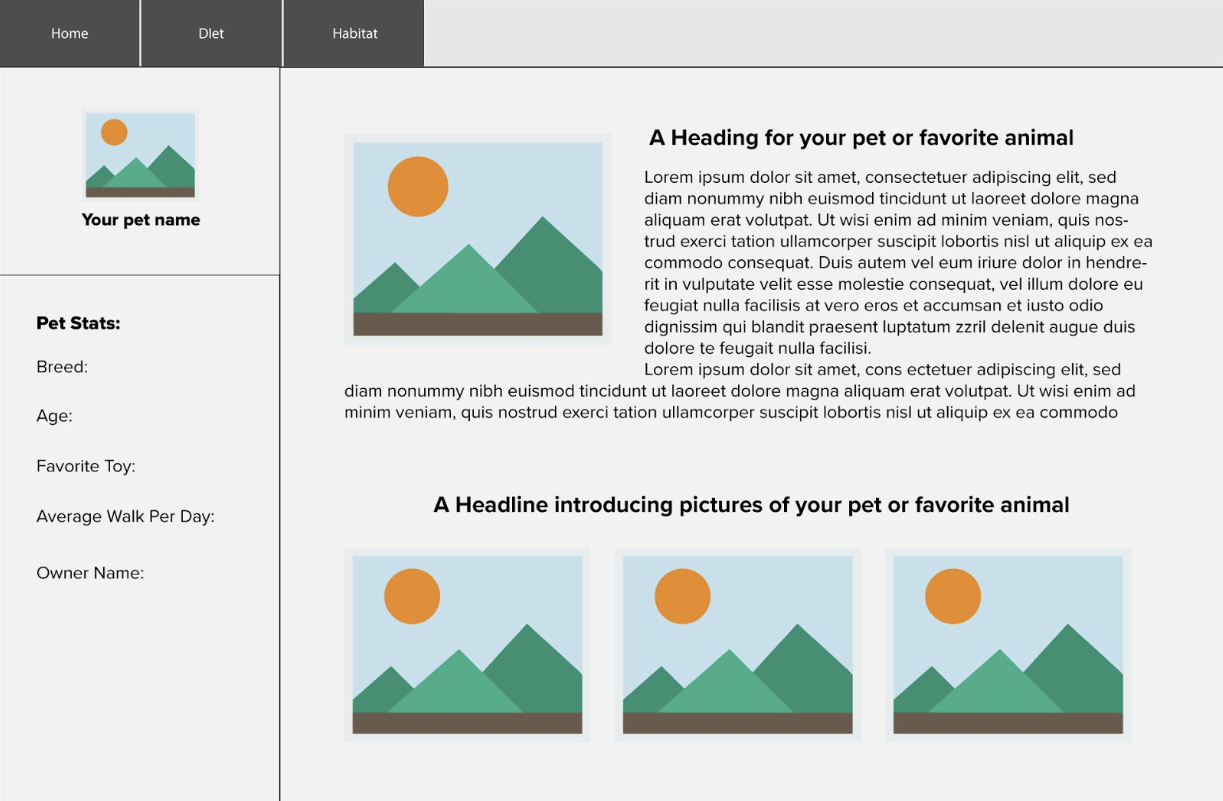 Home
DIet
Habitat
Your pet name
Pet Stats:
Breed:
Age:
Favorite Toy:
Average Walk Per Day:
Owner Name:
A Heading for your pet or favorite animal
Lorem ipsum dolor sit amet, consectetuer adipiscing elit, sed
diam nonummy nibh euismod tincidunt ut laoreet dolore magna
aliquam erat volutpat. Ut wisi enim ad minim veniam, quis nos-
trud exerci tation ullamcorper suscipit lobortis nisl ut aliquip ex ea
commodo consequat. Duis autem vel eum iriure dolor in hendre-
rit in vulputate velit esse molestie consequat, vel illum dolore eu
feugiat nulla facilisis at vero eros et accumsan et iusto odio
dignissim qui blandit praesent luptatum zzril delenit augue duis
dolore te feugait nulla facilisi.
Lorem ipsum dolor sit amet, cons ectetuer adipiscing elit, sed
diam nonummy nibh euismod tincidunt ut laoreet dolore magna aliquam erat volutpat. Ut wisi enim ad
minim veniam, quis nostrud exerci tation ullamcorper suscipit lobortis nisl ut aliquip ex ea commodo
A Headline introducing pictures of your pet or favorite animal